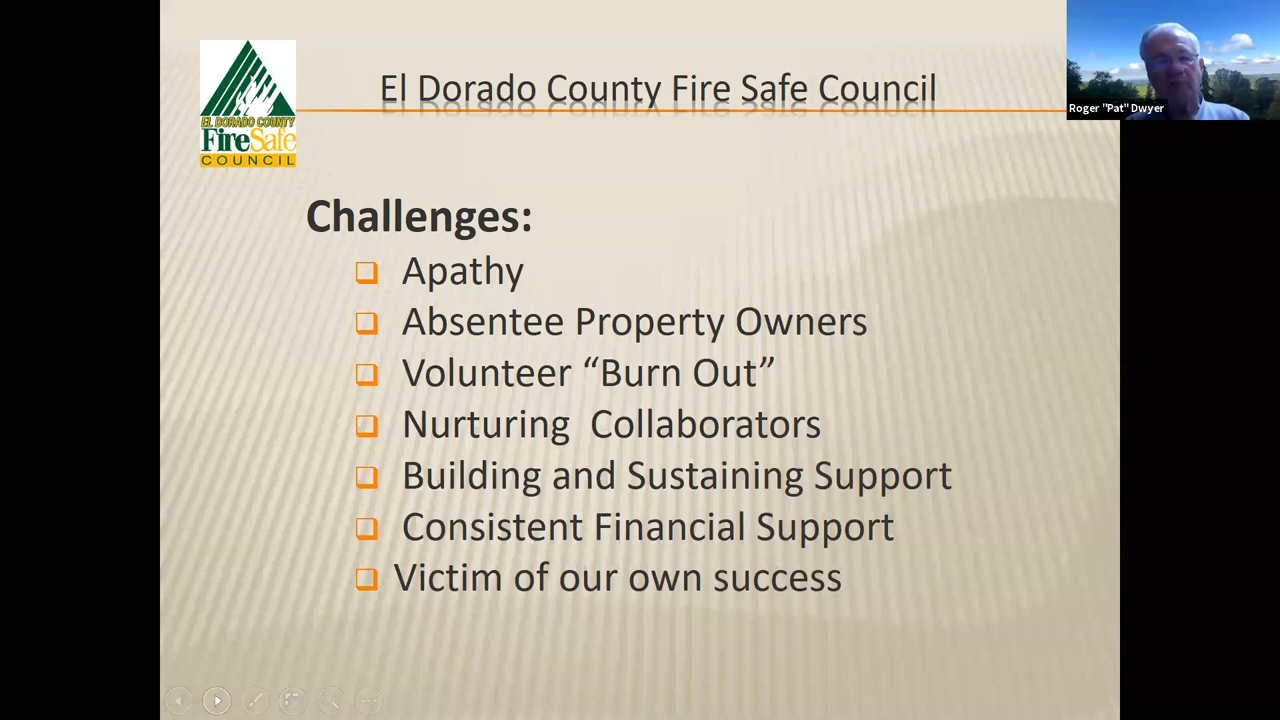 El Dorado County Fire Safe Council
EL DORADO COUNTY
FireSafe
COUNCIL
Roger "Pat" Dwyer
Challenges:
Apathy
Absentee Property Owners
Volunteer “Burn Out”
Nurturing  Collaborators
Building and Sustaining Support
Consistent Financial Support
Victim of our own success